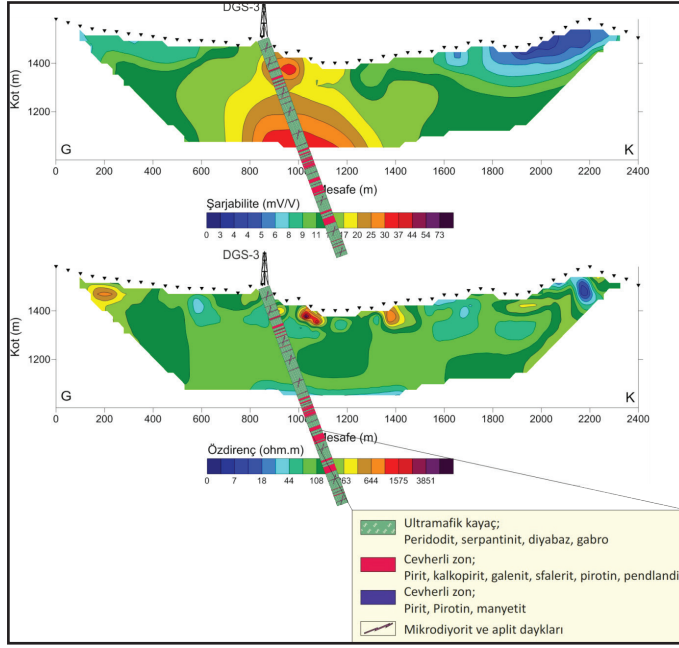 DGS-3
1400
1200
Kot (m)
G
K
0 200 400 600 800 1000 1200 1400 1600 1800 2000 2200 2400
Mesafe (m)
Şarjabilite (mV/V)
0 3 4 5 6 8 9 11 17 20 25 30 37 44 54 73
DGS-3
1400
1200
Kot (m)
G
K
0 200 400 600 800 1000 1200 1400 1600 1800 2000 2200 2400
Mesafe (m)
Özdirenç (ohm.m)
0 7 18 44 108 263 644 1575 3851
Ultramafik kayaç;
Peridodit, serpantinit, diyabaz, gabro
Cevherli zon;
Pirit, kalkopirit, galenit, sfalerit, pirotin, pendlandi
Cevherli zon;
Pirit, Pirotin, manyetit
Mikrodiyorit ve aplit daykları